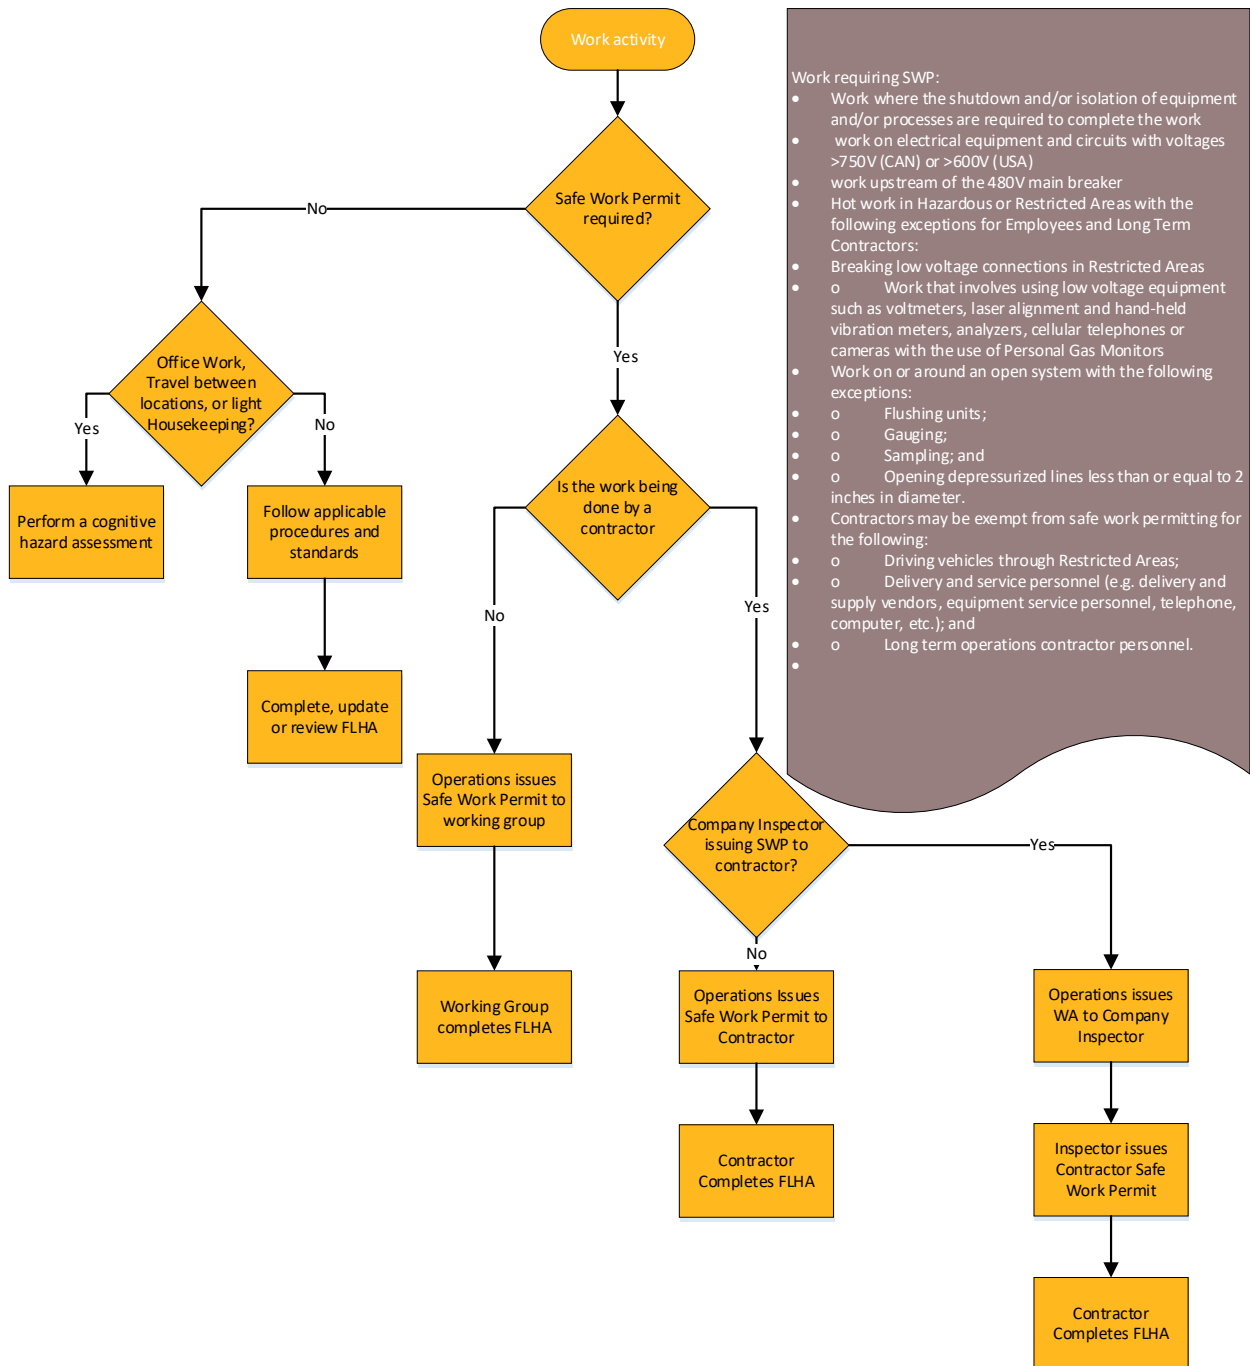 Work activity
Work requiring SWP:
• Work where the shutdown and/or isolation of equipment
and/or processes are required to complete the work
• work on electrical equipment and circuits with voltages
>750V (CAN) or >600V (USA)
• work upstream of the 480V main breaker
• Hot work in Hazardous or Restricted Areas with the
following exceptions for Employees and Long Term
Contractors:
• Breaking low voltage connections in Restricted Areas
• o Work that involves using low voltage equipment
such as voltmeters, laser alignment and hand-held
vibration meters, analyzers, cellular telephones or
cameras with the use of Personal Gas Monitors
• Work on or around an open system with the following
exceptions:
• o Flushing units;
• o Gauging;
• o Sampling; and
• o Opening depressurized lines less than or equal to 2
inches in diameter.
• Contractors may be exempt from safe work permitting for
the following:
• o Driving vehicles through Restricted Areas;
• o Delivery and service personnel (e.g. delivery and
supply vendors, equipment service personnel, telephone,
computer, etc.); and
• o Long term operations contractor personnel.
•
Safe Work Permit
required?
No
Yes
Office Work,
Travel between
locations, or light
Housekeeping?
Yes
No
Perform a cognitive
hazard assessment
Follow applicable
procedures and
standards
Complete, update
or review FLHA
Is the work being
done by a
contractor
No
Yes
Operations issues
Safe Work Permit to
working group
Working Group
completes FLHA
Company Inspector
issuing SWP to
contractor?
No
Yes
Operations Issues
Safe Work Permit to
Contractor
Contractor
Completes FLHA
Operations issues
WA to Company
Inspector
Inspector issues
Contractor Safe
Work Permit
Contractor
Completes FLHA